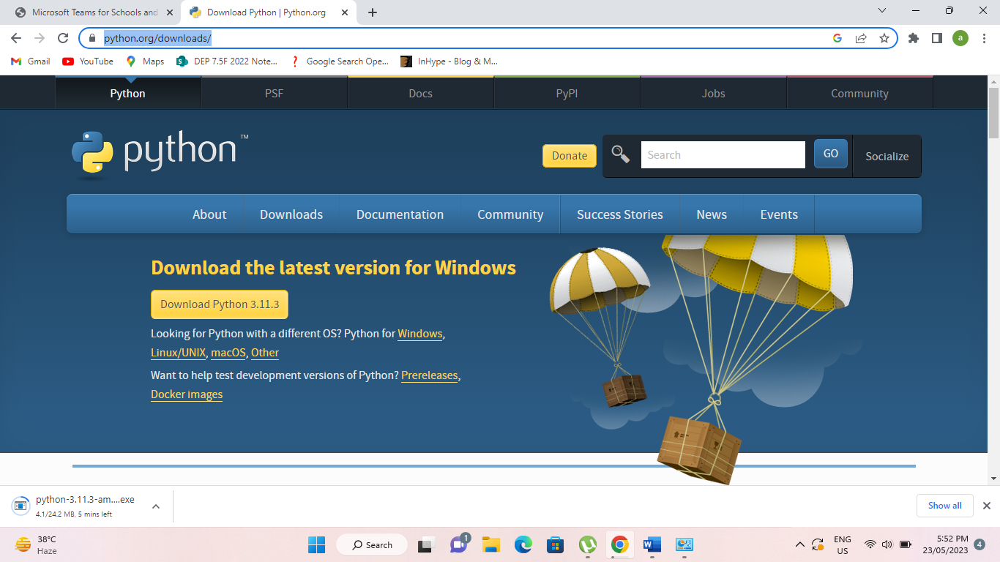 Microsoft Teams for Schools and
Download Python | Python.org
python.org/downloads/
a
Gmail
YouTube
Maps
DEP 7.5F 2022 Note...
Google Search Ope...
InHype - Blog & M...
Python
PSF
Docs
PyPI
Jobs
Community
python™
Donate
Search
GO
Socialize
About
Downloads
Documentation
Community
Success Stories
News
Events
Download the latest version for Windows
Download Python 3.11.3
Looking for Python with a different OS? Python for Windows,
Linux/UNIX, macOS, Other
Want to help test development versions of Python? Prereleases,
Docker images
python-3.11.3-am....exe
4.1/24.2 MB, 5 mins left
Show all
38°C
Haze
Search
1
ENG
US
5:52 PM
23/05/2023
4